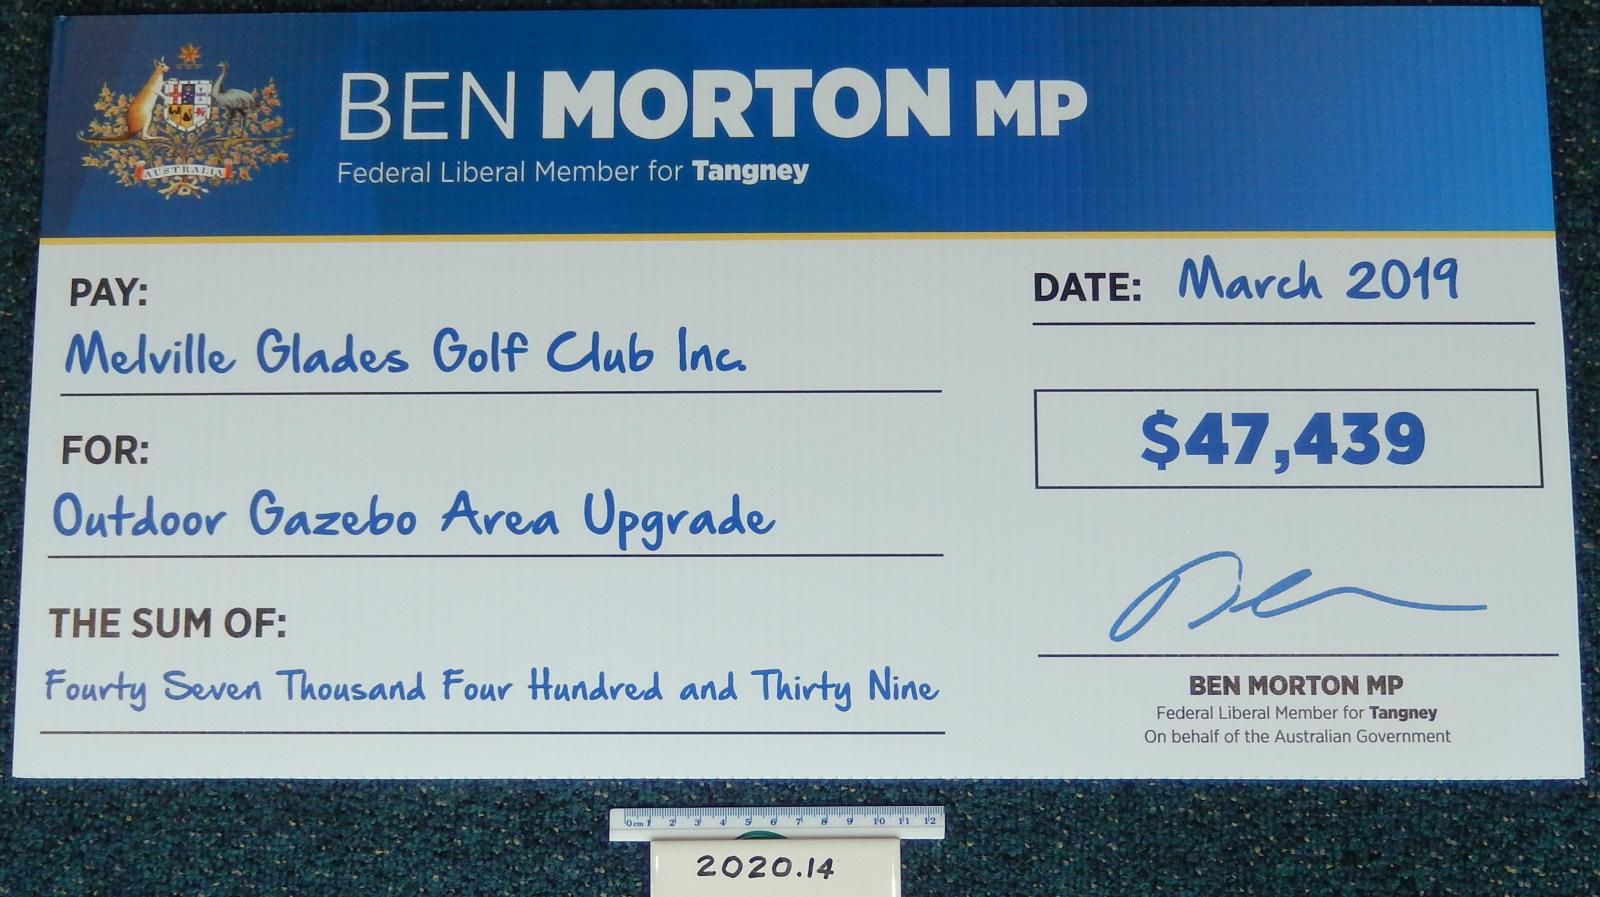 BEN MORTON MP
Federal Liberal Member for Tangney
AUSTRALIA
PAY:
Melville Glades Golf Club Inc.
DATE: March 2019
$47,439
FOR:
Outdoor Gazebo Area Upgrade
THE SUM OF:
Fourty Seven Thousand Four Hundred and Thirty Nine
Ben
BEN MORTON MP
Federal Liberal Member for Tangney
On behalf of the Australian Government
0cm 1 2 3 4 5 6 7 8 9 10 11 12
2020.14